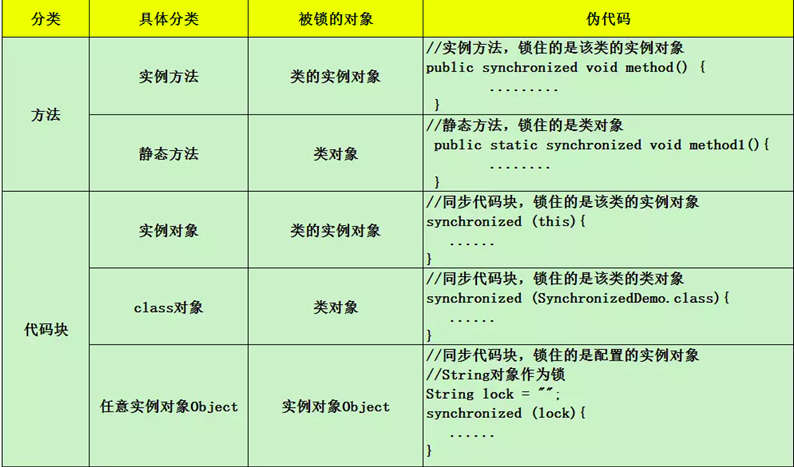 分类 具体分类 被锁的对象 伪代码
方法
实例方法 类的实例对象
//实例方法，锁住的是该类的实例对象
public synchronized void method() {
.........
}
静态方法 类对象
//静态方法，锁住的是类对象
public static synchronized void method1(){
........
}
代码块
实例对象 类的实例对象
//同步代码块，锁住的是该类的实例对象
synchronized (this){
......
}
class对象 类对象
//同步代码块，锁住的是该类的类对象
synchronized (SynchronizedDemo.class){
......
}
任意实例对象Object 实例对象Object
//同步代码块，锁住的是配置的实例对象
//String对象作为锁
String lock = "";
synchronized (lock){
......
}